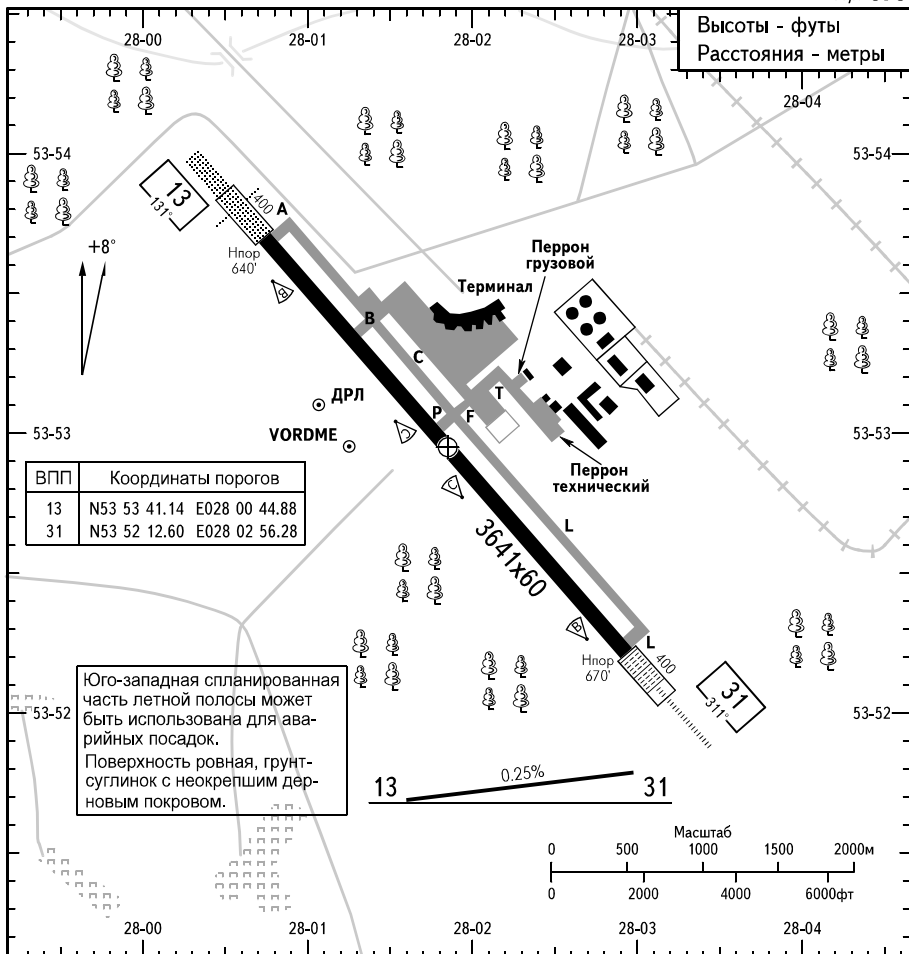 Высоты - футы
Расстояния - метры
28-00
28-01
28-02
28-03
28-04
53-54
53-54
13
131°
400
A
Hпор
640'
+8°
B
Перрон
грузовой
Терминал
B
C
T
ДРЛ
P
F
C
53-53
VORDME
53-53
Перрон
технический
C
ВПП
Координаты порогов
13
N53 53 41.14 E028 00 44.88
31
N53 52 12.60 E028 02 56.28
L
3641x60
B
L
Hпор
670'
400
31
311°
53-52
53-52
Юго-западная спланированная
часть летной полосы может
быть использована для ава-
рийных посадок.
Поверхность ровная, грунт-
суглинок с неокрепшим дер-
новым покровом.
0.25%
13
31
Масштаб
0
500
1000
1500
2000м
0
2000
4000
6000фт
28-00
28-01
28-02
28-03
28-04